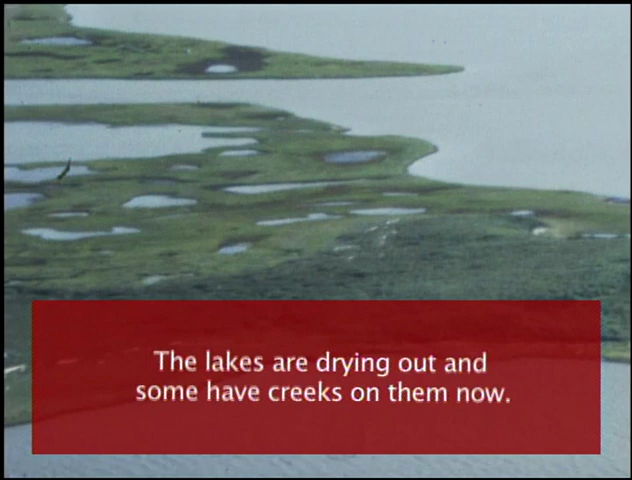 The lakes are drying out and
some have creeks on them now.